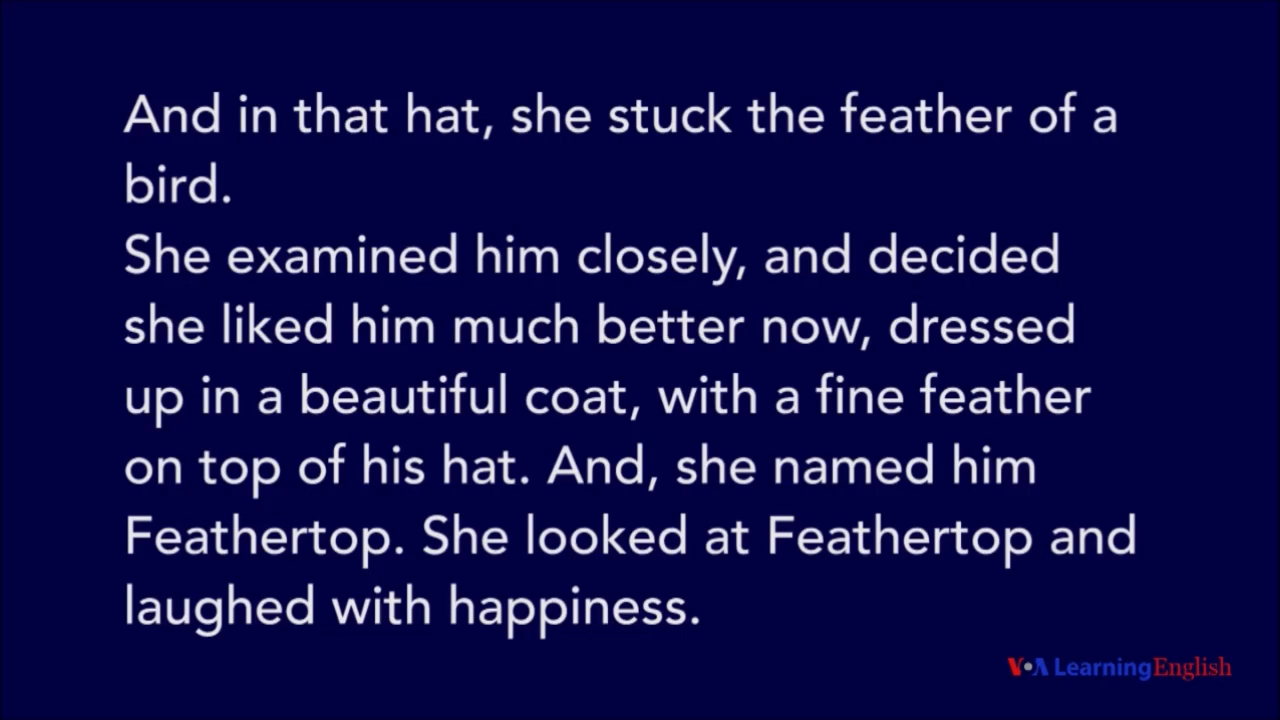 And in that hat, she stuck the feather of a
bird.
She examined him closely, and decided
she liked him much better now, dressed
up in a beautiful coat, with a fine feather
on top of his hat. And, she named him
Feathertop. She looked at Feathertop and
laughed with happiness.
VOA LearningEnglish